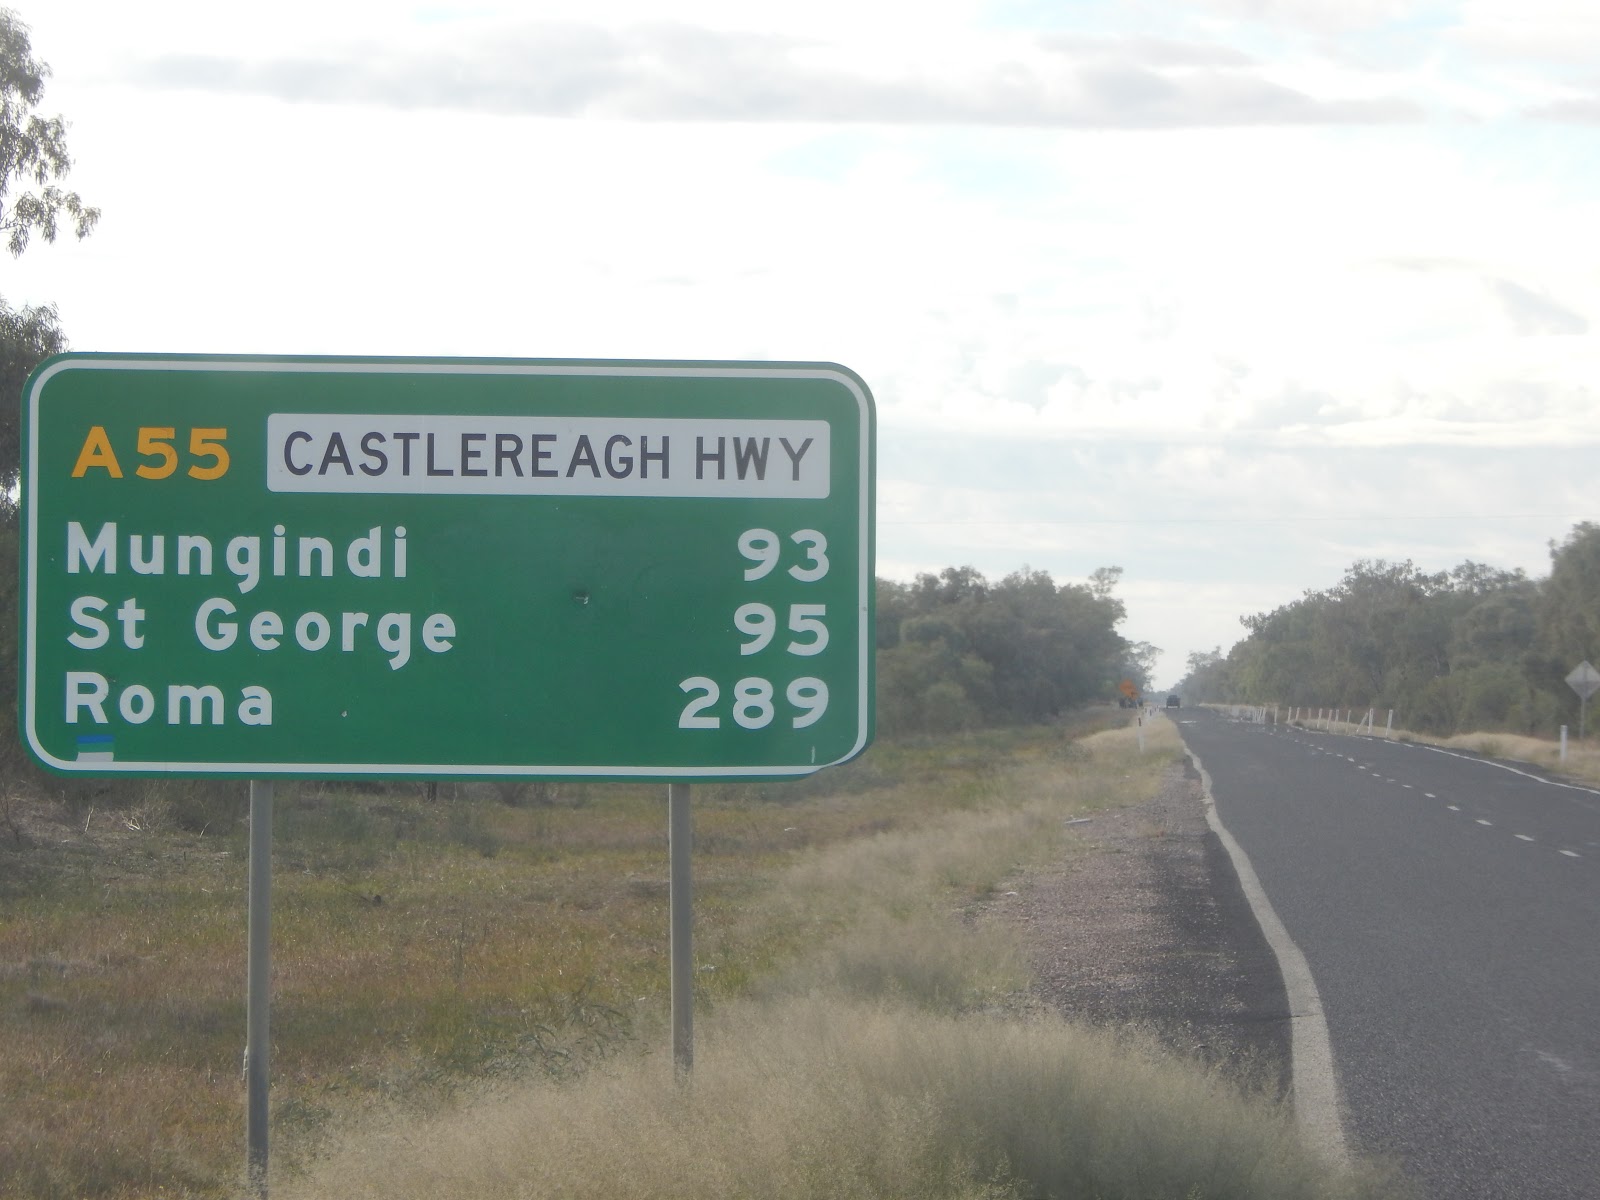 A55 CASTLEREAGH HWY
Mungindi 93
St George 95
Roma 289